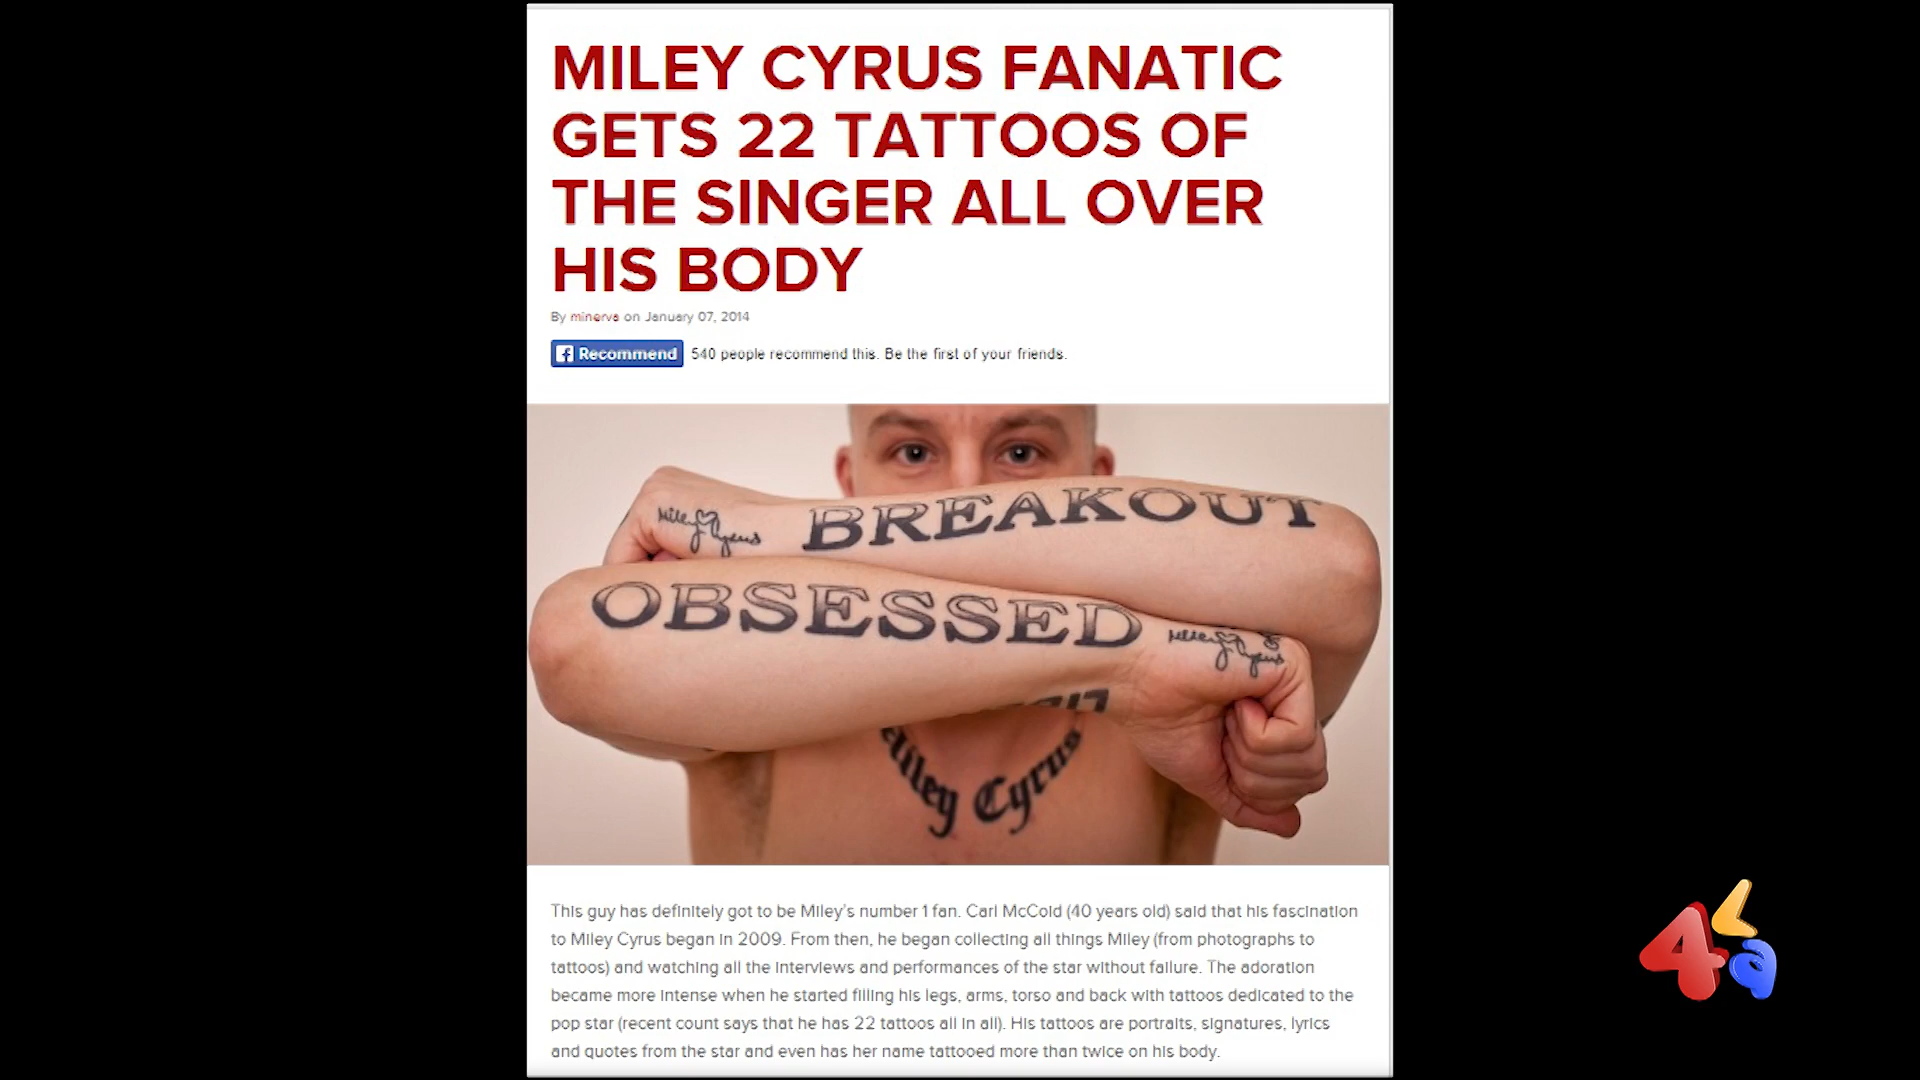 MILEY CYRUS FANATIC
GETS 22 TATTOOS OF
THE SINGER ALL OVER
HIS BODY
By minerva on January 07, 2014
f Recommend 540 people recommend this. Be the first of your friends.
Miley Cyrus BREAKOUT
OBSESSED Miley Cyrus
Miley Cyrus
This guy has definitely got to be Miley's number 1 fan. Carl McCoid (40 years old) said that his fascination
to Miley Cyrus began in 2009. From then, he began collecting all things Miley (from photographs to
tattoos) and watching all the interviews and performances of the star without failure. The adoration
became more intense when he started filling his legs, arms, torso and back with tattoos dedicated to the
pop star (recent count says that he has 22 tattoos all in all). His tattoos are portraits, signatures, lyrics
and quotes from the star and even has her name tattooed more than twice on his body.
4La